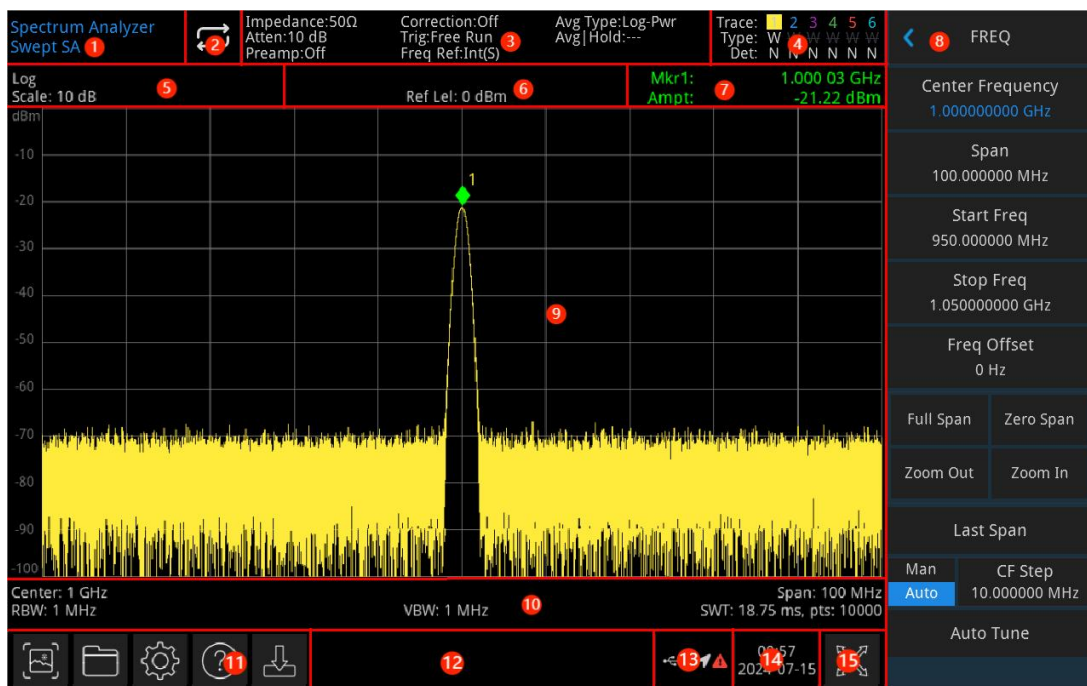 Spectrum Analyzer
Swept SA 1
2
Impedance:50Ω Correction:Off Avg Type:Log-Pwr
Atten:10 dB Trig:Free Run 3 Avg|Hold:---
Preamp:Off Freq Ref:Int(S)
Trace: 1 2 3 4 5 6
Type: W W W W W W
4
Det: N N N N N N
8 FREQ
Log
Scale: 10 dB
5
Ref Lel: 0 dBm 6
Mkr1: 1.000 03 GHz
7
Ampt: -21.22 dBm
dBm
-10
-20
-30
-40
-50
-60
-70
-80
-90
-100
1
9
Center Frequency
1.000000000 GHz
Span
100.000000 MHz
Start Freq
950.000000 MHz
Stop Freq
1.050000000 GHz
Freq Offset
0 Hz
Full Span Zero Span
Zoom Out Zoom In
Last Span
Man CF Step
Auto 10.000000 MHz
Auto Tune
Center: 1 GHz Span: 100 MHz
RBW: 1 MHz VBW: 1 MHz 10 SWT: 18.75 ms, pts: 10000
? 11
12
13
14
15